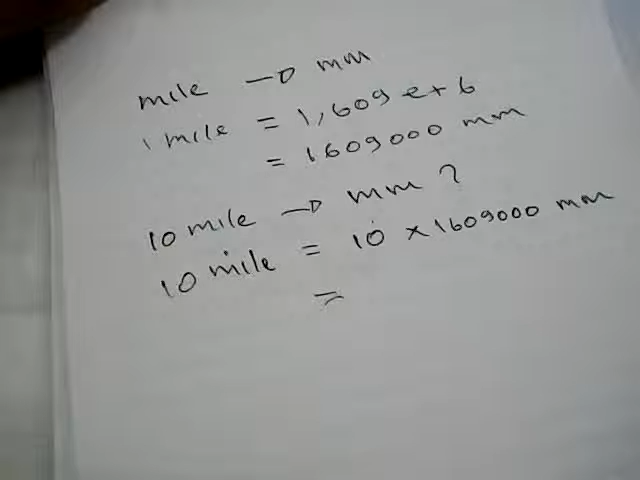 mile → mm
1 mile = 1,609 e+6
= 1609000 mm
10 mile → mm ?
10 mile = 10 × 1609000 mm
=